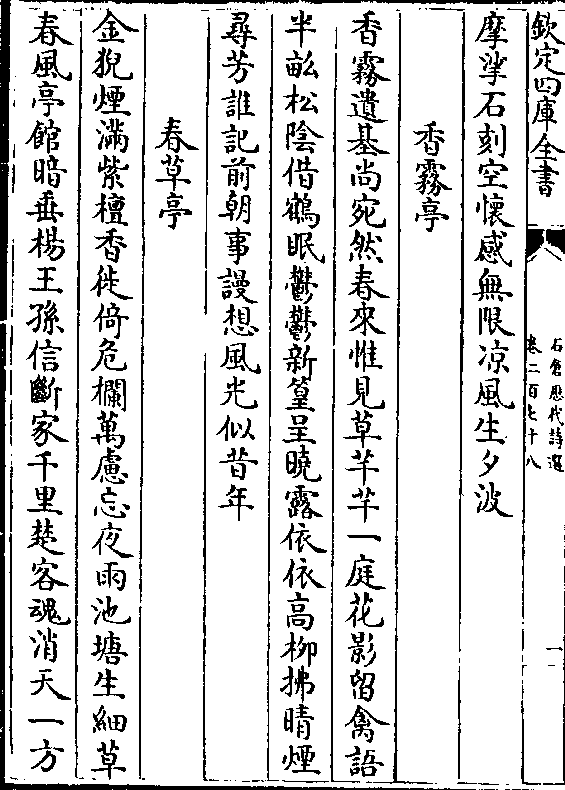 欽定四庫全書
石倉歷代詩選
卷二百七十八
一
摩挲石刻空懷感無限凉風生夕波
香霧亭
香霧遺基尚宛然春來惟見草芊芊一庭花影留禽語
半畝松陰借鶴眠鬱鬱新篁呈曉露依依高柳拂晴煙
尋芳誰記前朝事謾想風光似昔年
春草亭
金猊煙滿紫檀香徙倚危欄萬慮忘夜雨池塘生細草
春風亭館暗垂楊王孫信斷家千里楚客魂消天一方